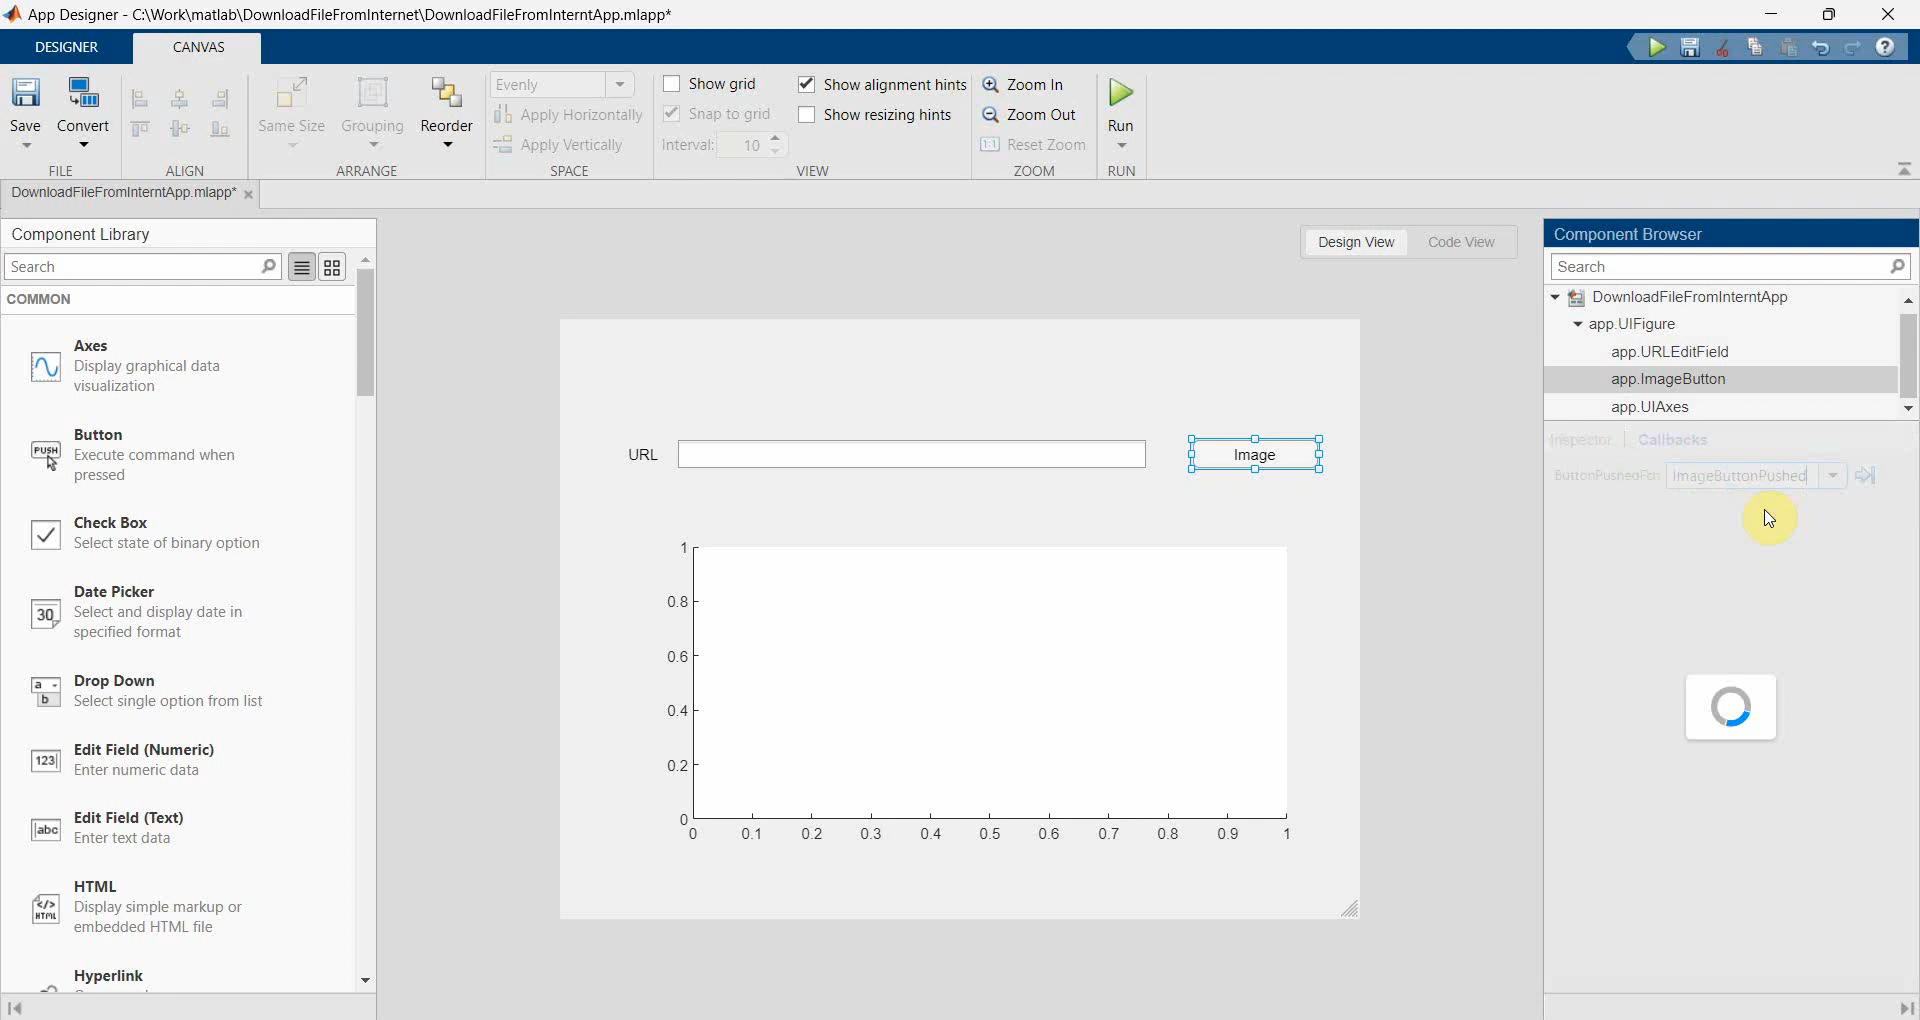 App Designer - C:\Work\matlab\DownloadFileFromInternet\DownloadFileFromInterntApp.mlapp*
DESIGNER
CANVAS
?
Save
Convert
FILE
ALIGN
Same Size
Grouping
Reorder
ARRANGE
Evenly
Apply Horizontally
Apply Vertically
SPACE
Show grid
Snap to grid
Interval: 10
Show alignment hints
Show resizing hints
VIEW
Zoom In
Zoom Out
1:1 Reset Zoom
ZOOM
Run
RUN
DownloadFileFromInterntApp.mlapp*
Component Library
Search
COMMON
Axes
Display graphical data
visualization
PUSH
Button
Execute command when
pressed
Check Box
Select state of binary option
30
Date Picker
Select and display date in
specified format
a
b
Drop Down
Select single option from list
123
Edit Field (Numeric)
Enter numeric data
abc
Edit Field (Text)
Enter text data
</>
HTML
HTML
Display simple markup or
embedded HTML file
Hyperlink
Design View
Code View
URL
Image
1
0.8
0.6
0.4
0.2
0
0 0.1 0.2 0.3 0.4 0.5 0.6 0.7 0.8 0.9 1
Component Browser
Search
DownloadFileFromInterntApp
app.UIFigure
app.URLEditField
app.ImageButton
app.UIAxes
Inspector Callbacks
ButtonPushedFcn ImageButtonPushed